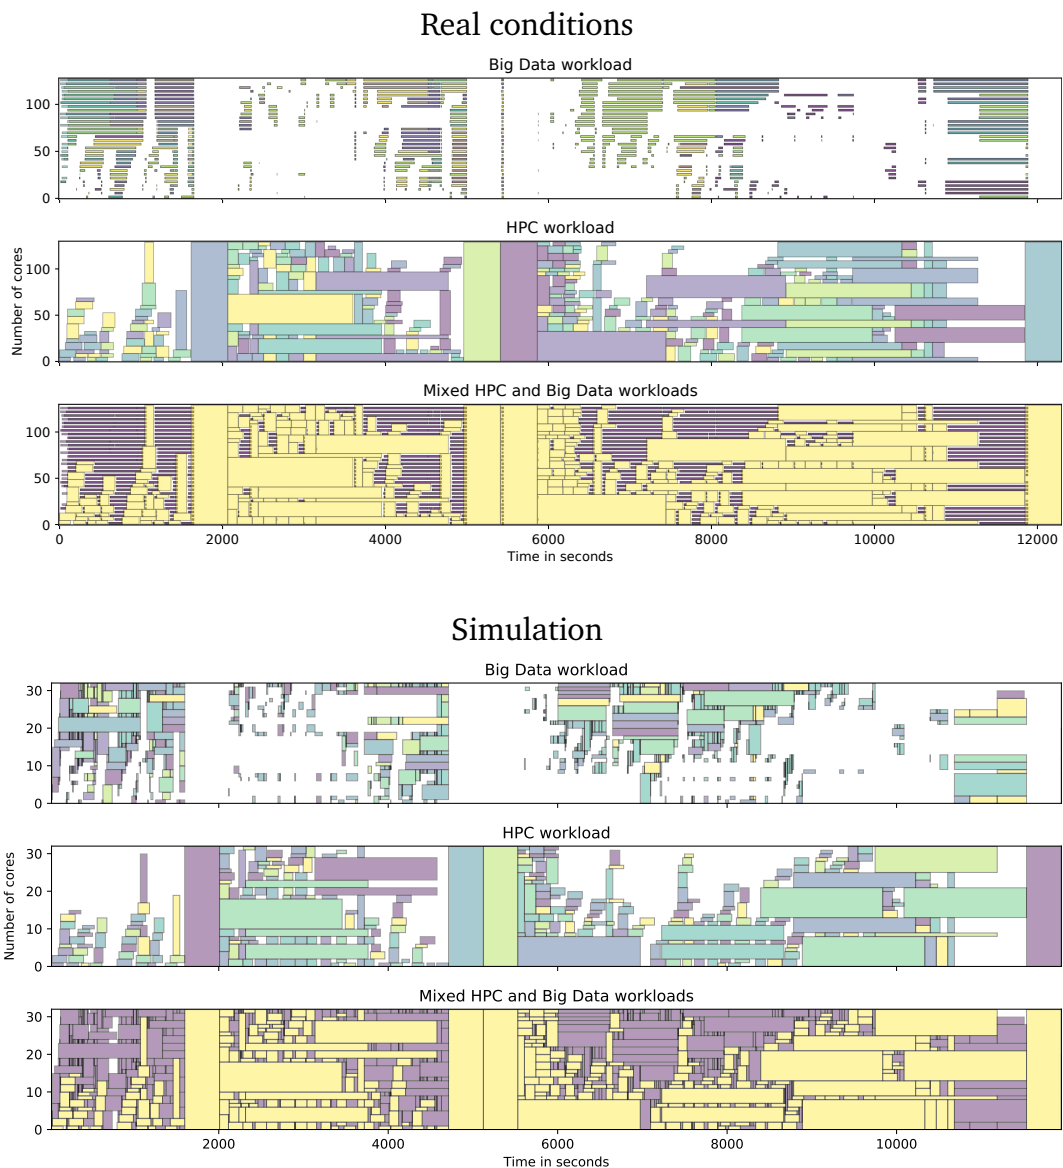 Real conditions
Big Data workload
100
50
0
HPC workload
Number of cores
100
50
0
Mixed HPC and Big Data workloads
100
50
0
0 2000 4000 6000 8000 10000 12000
Time in seconds
Simulation
Big Data workload
30
20
10
0
HPC workload
Number of cores
30
20
10
0
Mixed HPC and Big Data workloads
30
20
10
0
2000 4000 6000 8000 10000
Time in seconds